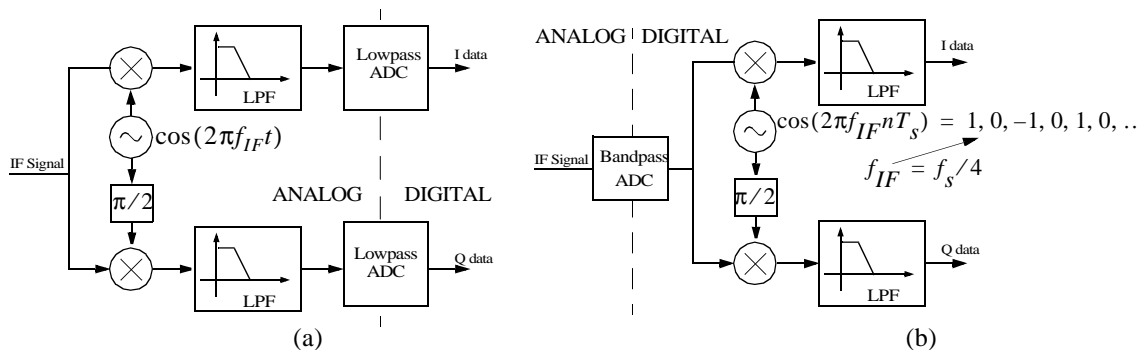 LPF
Lowpass
ADC
I data
cos(2πf_IF t)
IF Signal
π/2
ANALOG
DIGITAL
LPF
Lowpass
ADC
Q data
(a)
ANALOG
DIGITAL
LPF
I data
cos(2πf_IF nT_s) = 1, 0, –1, 0, 1, 0, ..
IF Signal
Bandpass
ADC
f_IF = f_s/4
π/2
LPF
Q data
(b)